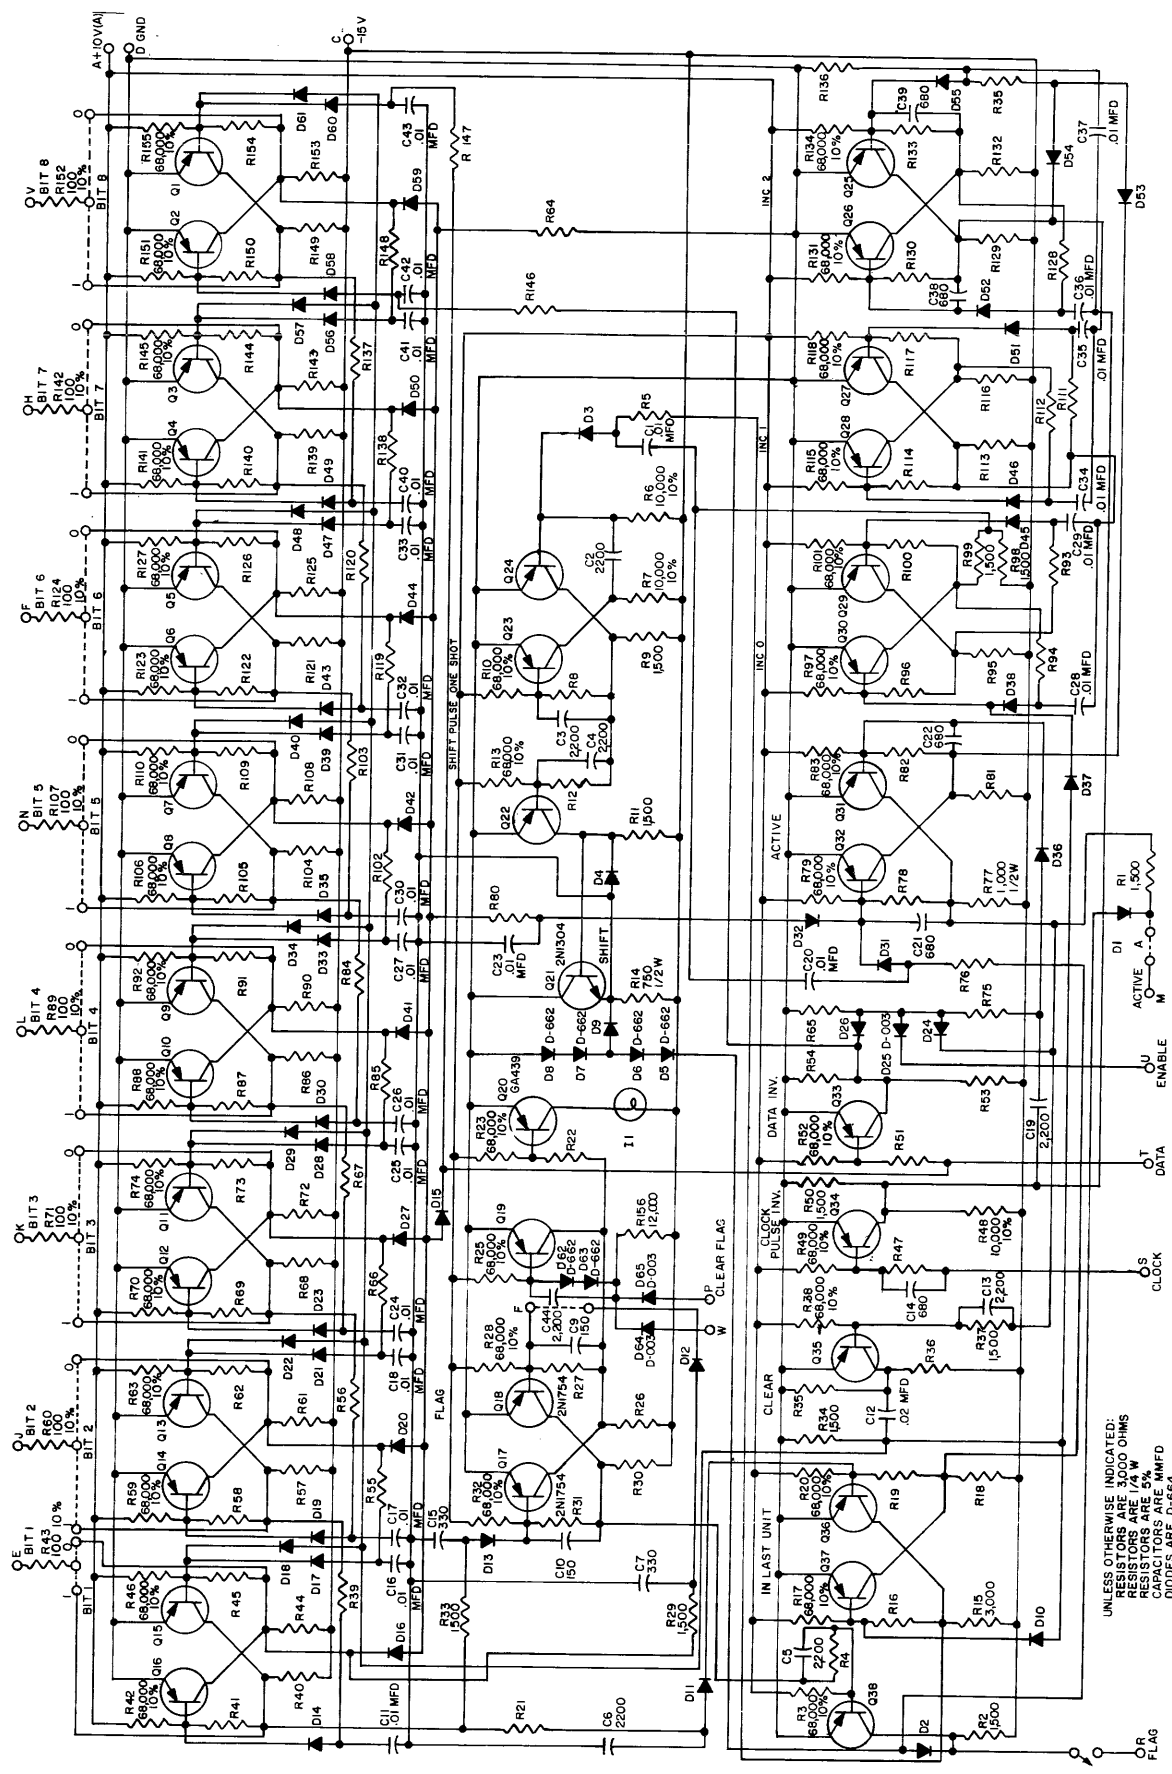 A+10V(A)
D GND
C
-15V
V
BIT 8
R152
100
10%
BIT 8
H
BIT 7
R142
100
10%
BIT 7
F
BIT 6
R124
100
10%
BIT 6
N
BIT 5
R107
100
10%
BIT 5
L
BIT 4
R89
100
10%
BIT 4
K
BIT 3
R71
100
10%
BIT 3
J
BIT 2
R60
100
10%
BIT 2
E
BIT 1
R43
100 10%
BIT 1
R155
68,000
10%
Q1
R154
R153
D61
D60
C43
.01
MFD
R147
R151
68,000
10%
Q2
R150
R149
D58
R148
C42
.01
MFD
D59
R64
R146
R145
68,000
10%
Q3
R144
R143
D57
D56
C41
.01
MFD
R137
R141
68,000
10%
Q4
R140
R139
D49
R138
C40
.01
MFD
D50
R127
68,000
10%
Q5
R126
R125
D48
D47
C33
.01
MFD
R120
R123
68,000
10%
Q6
R122
R121
D43
R119
C32
.01
MFD
D44
R110
68,000
10%
Q7
R109
R108
D40
D39
C31
.01
MFD
R103
R106
68,000
10%
Q8
R105
R104
D35
R102
C30
.01
MFD
D42
R92
68,000
10%
Q9
R91
R90
D34
D33
C27
.01
MFD
R84
R88
68,000
10%
Q10
R87
R86
D30
R85
C26
.01
MFD
D41
R74
68,000
10%
Q11
R73
R72
D29
D28
C25
.01
MFD
R67
R70
68,000
10%
Q12
R69
R68
D23
R66
C24
.01
MFD
D27
D15
R63
68,000
10%
Q13
R62
R61
D22
D21
C18
.01
MFD
R56
R59
68,000
10%
Q14
R58
R57
D19
R55
C17
.01
MFD
D20
R46
68,000
10%
Q15
R45
R44
D18
D17
C16
.01
MFD
R39
R42
68,000
10%
Q16
R41
R40
D14
C11
.01 MFD
D16
SHIFT PULSE ONE SHOT
D3
R5
C1
.01
MFD
Q24
R6
10,000
10%
C2
2200
R7
10,000
10%
Q23
R10
68,000
10%
R8
R9
1,500
C3
2200
C4
2200
R13
68,000
10%
Q22
R12
R11
1,500
D4
R80
C23
.01
MFD
Q21
2N1304
SHIFT
R14
750
1/2W
D9
D8
D-662
D7
D-662
D6
D-662
D5
D-662
Q20
GA439
R23
68,000
10%
R22
I1
FLAG
Q19
R25
68,000
10%
D62
D-662
D63
D-662
R156
12,000
D65
D-003
P
CLEAR FLAG
W
D64
D-003
C44
2,200
F
C9
150
R28
68,000
10%
Q18
2N1754
R27
R26
D12
Q17
2N1754
R32
68,000
10%
R31
R30
C10
150
D13
C15
330
C7
330
R33
1,500
R29
1,500
R21
C6
2200
D11
INC 2
R136
R134
68,000
10%
Q25
R133
C39
680
D55
R35
R132
D54
C37
.01 MFD
D53
Q26
R131
68,000
10%
R130
R129
C38
680
D52
R128
C36
.01 MFD
INC 1
R118
68,000
10%
Q27
R117
R116
D51
C35
.01 MFD
R112
R111
Q28
R115
68,000
10%
R114
R113
D46
C34
.01 MFD
INC 0
R101
68,000
10%
Q29
R100
R99
1,500
R98
1,500
D45
C29
.01 MFD
R93
Q30
R97
68,000
10%
R96
R95
D38
R94
C28
.01 MFD
ACTIVE
R83
68,000
10%
Q31
R82
C22
680
R81
D37
D36
Q32
R79
68,000
10%
R78
R77
1,000
1/2W
R1
1,500
D1
A
ACTIVE
M
D32
C21
680
D31
C20
.01
MFD
R76
R75
R65
D26
D25 D-003
D24
U
ENABLE
DATA INV.
R54
Q33
R53
R52
68,000
10%
R51
C19
2,200
T
DATA
CLOCK
PULSE INV.
R50
1,500
Q34
R49
68,000
10%
R48
10,000
10%
R47
C14
680
S
CLOCK
C13
2,200
R37
1,500
CLEAR
R38
68,000
10%
Q35
R36
R35
R34
1,500
C12
.02 MFD
IN LAST UNIT
R20
68,000
10%
Q36
R19
R18
Q37
R17
68,000
10%
R16
R15
3,000
D10
C5
2200
R4
R3
68,000
10%
Q38
R2
1,500
D2
R
FLAG
UNLESS OTHERWISE INDICATED:
RESISTORS ARE 3,000 OHMS
RESISTORS ARE 1/4 W
RESISTORS ARE 5%
CAPACITORS ARE MMFD
DIODES ARE D-664